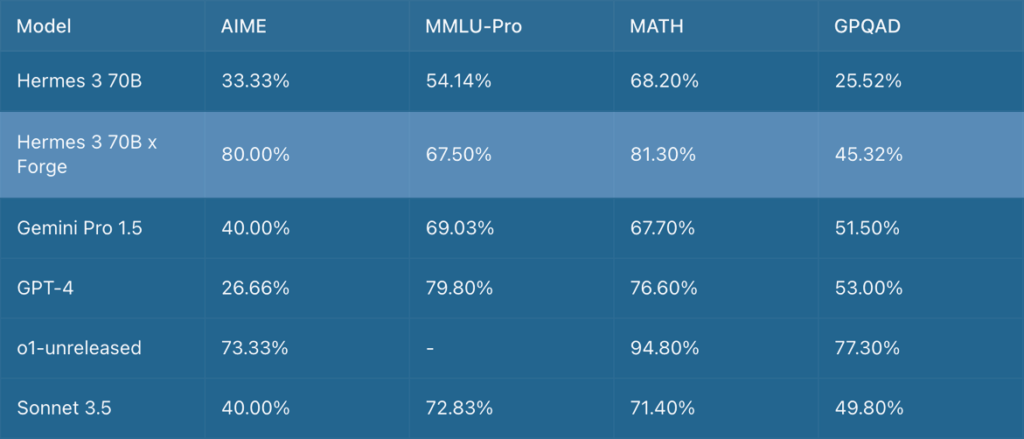 Model AIME MMLU-Pro MATH GPQAD
Hermes 3 70B 33.33% 54.14% 68.20% 25.52%
Hermes 3 70B x
Forge 80.00% 67.50% 81.30% 45.32%
Gemini Pro 1.5 40.00% 69.03% 67.70% 51.50%
GPT-4 26.66% 79.80% 76.60% 53.00%
o1-unreleased 73.33% - 94.80% 77.30%
Sonnet 3.5 40.00% 72.83% 71.40% 49.80%